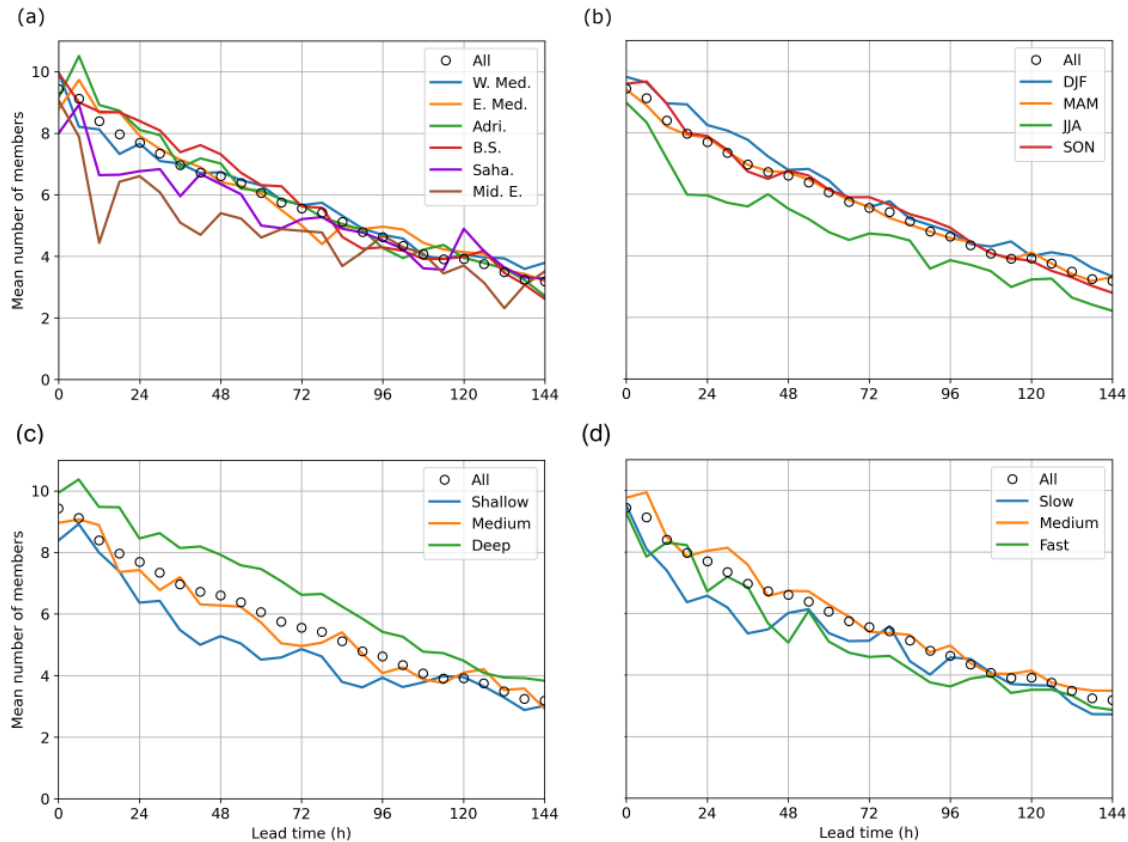 (a)
Mean number of members
10
8
6
4
2
0
0 24 48 72 96 120 144
All
W. Med.
E. Med.
Adri.
B.S.
Saha.
Mid. E.
(b)
All
DJF
MAM
JJA
SON
0 24 48 72 96 120 144
(c)
Mean number of members
10
8
6
4
2
0
0 24 48 72 96 120 144
Lead time (h)
All
Shallow
Medium
Deep
(d)
All
Slow
Medium
Fast
0 24 48 72 96 120 144
Lead time (h)